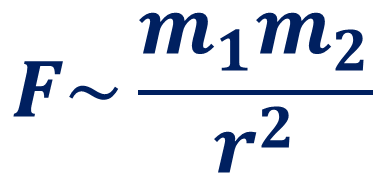 F~ m₁m₂ / r²